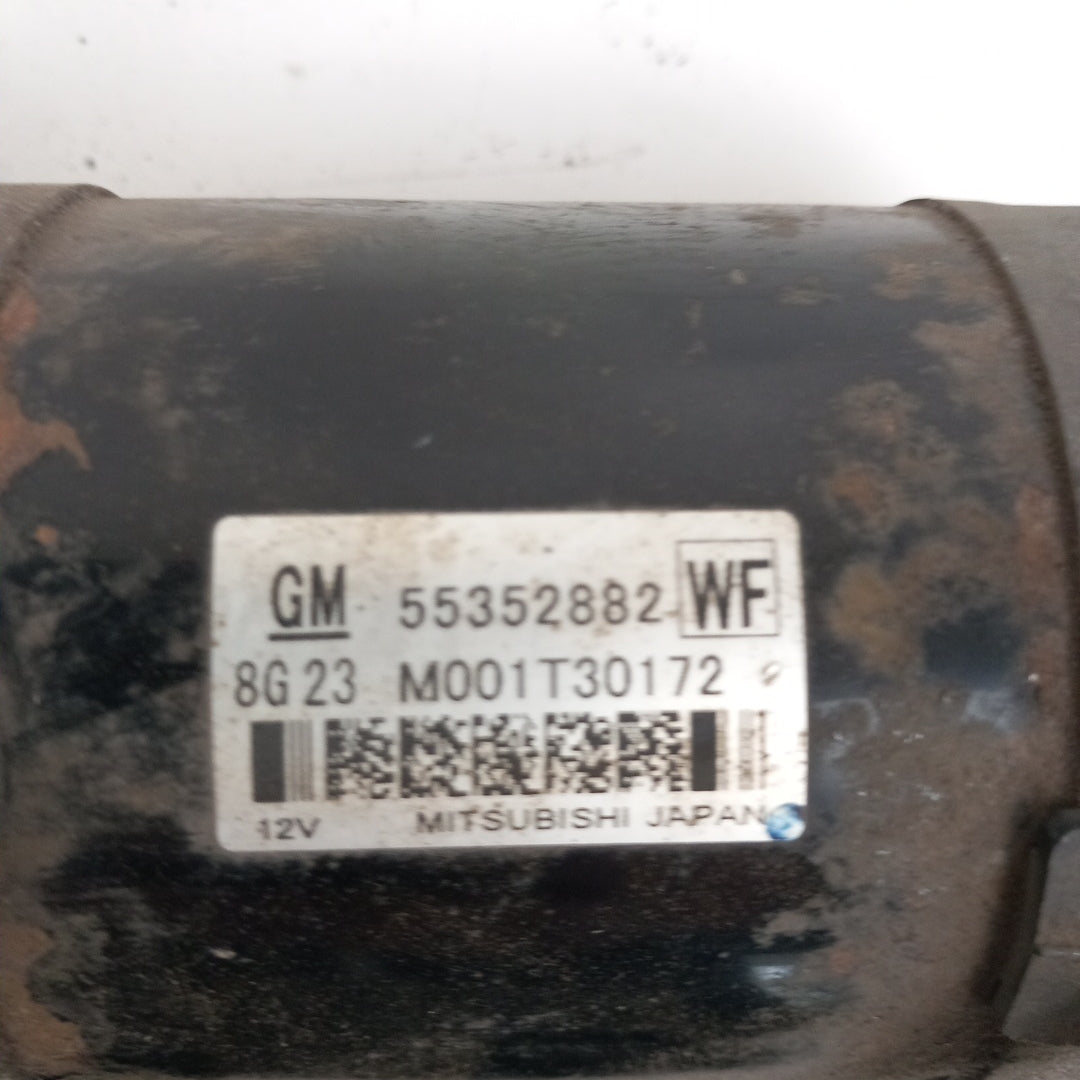 GM 55352882 WF
8G 23 M001T30172
12V MITSUBISHI JAPAN